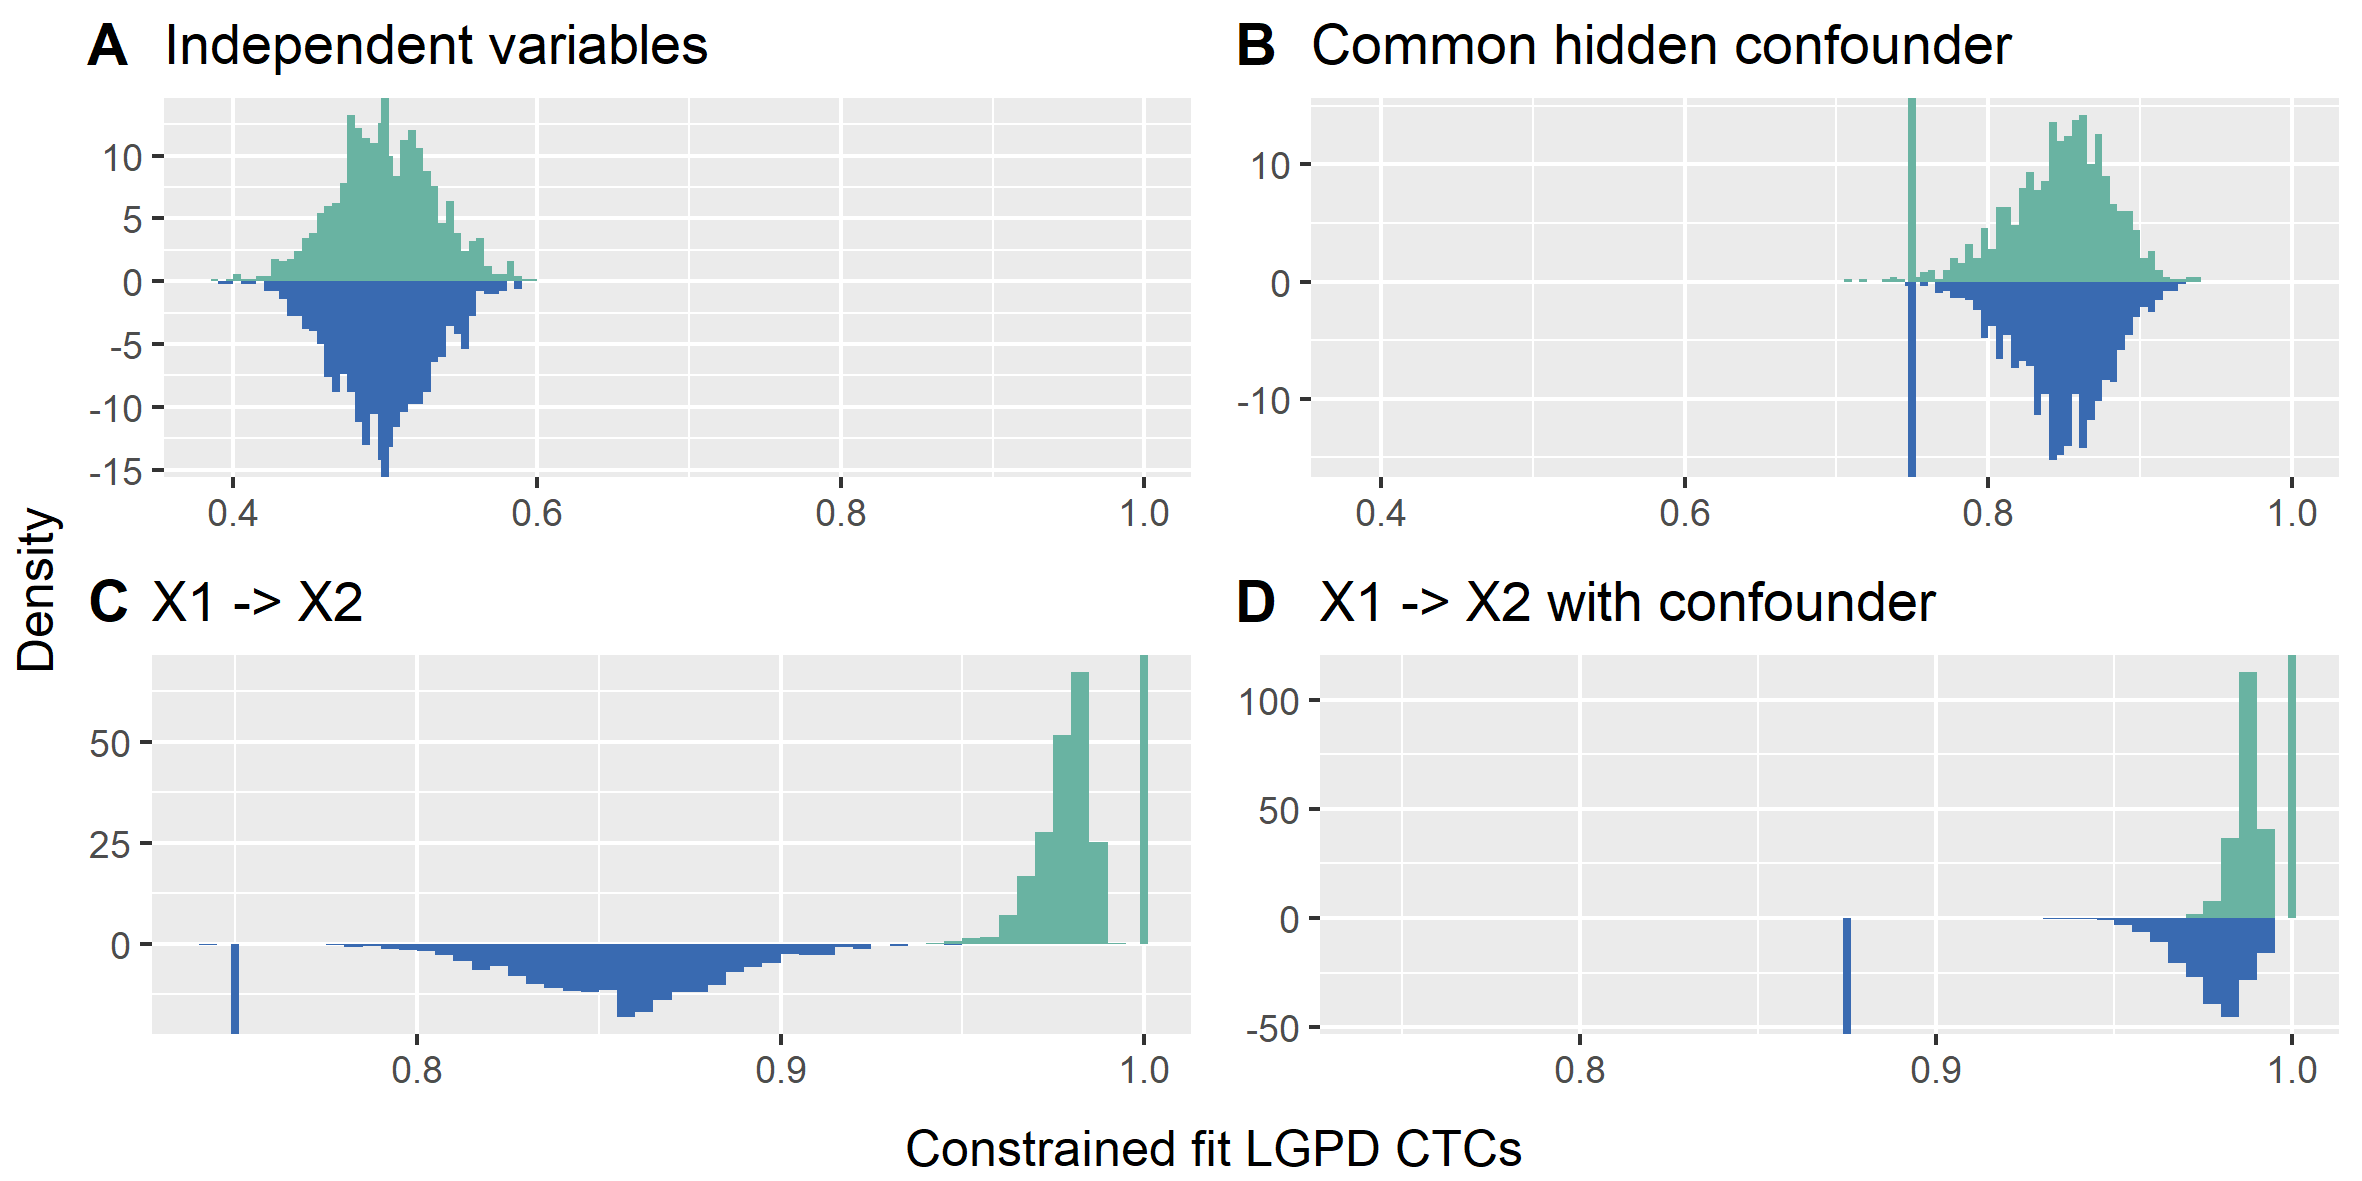 A Independent variables
10
5
0
-5
-10
-15
0.4 0.6 0.8 1.0
B Common hidden confounder
10
0
-10
0.4 0.6 0.8 1.0
Density
C X1 -> X2
50
25
0
0.8 0.9 1.0
D X1 -> X2 with confounder
100
50
0
-50
0.8 0.9 1.0
Constrained fit LGPD CTCs